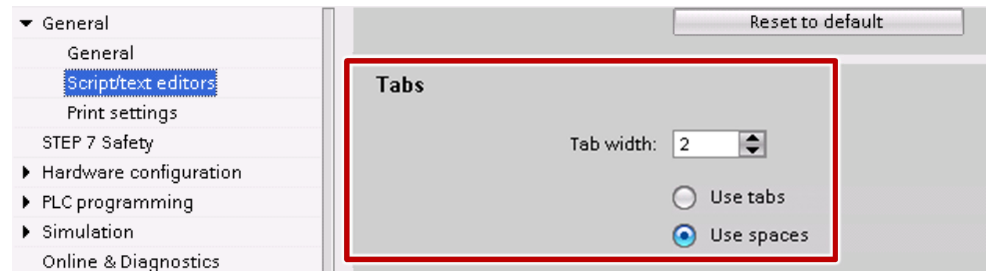 General
General
Script/text editors
Print settings
STEP 7 Safety
Hardware configuration
PLC programming
Simulation
Online & Diagnostics
Reset to default
Tabs
Tab width: 2
Use tabs
Use spaces